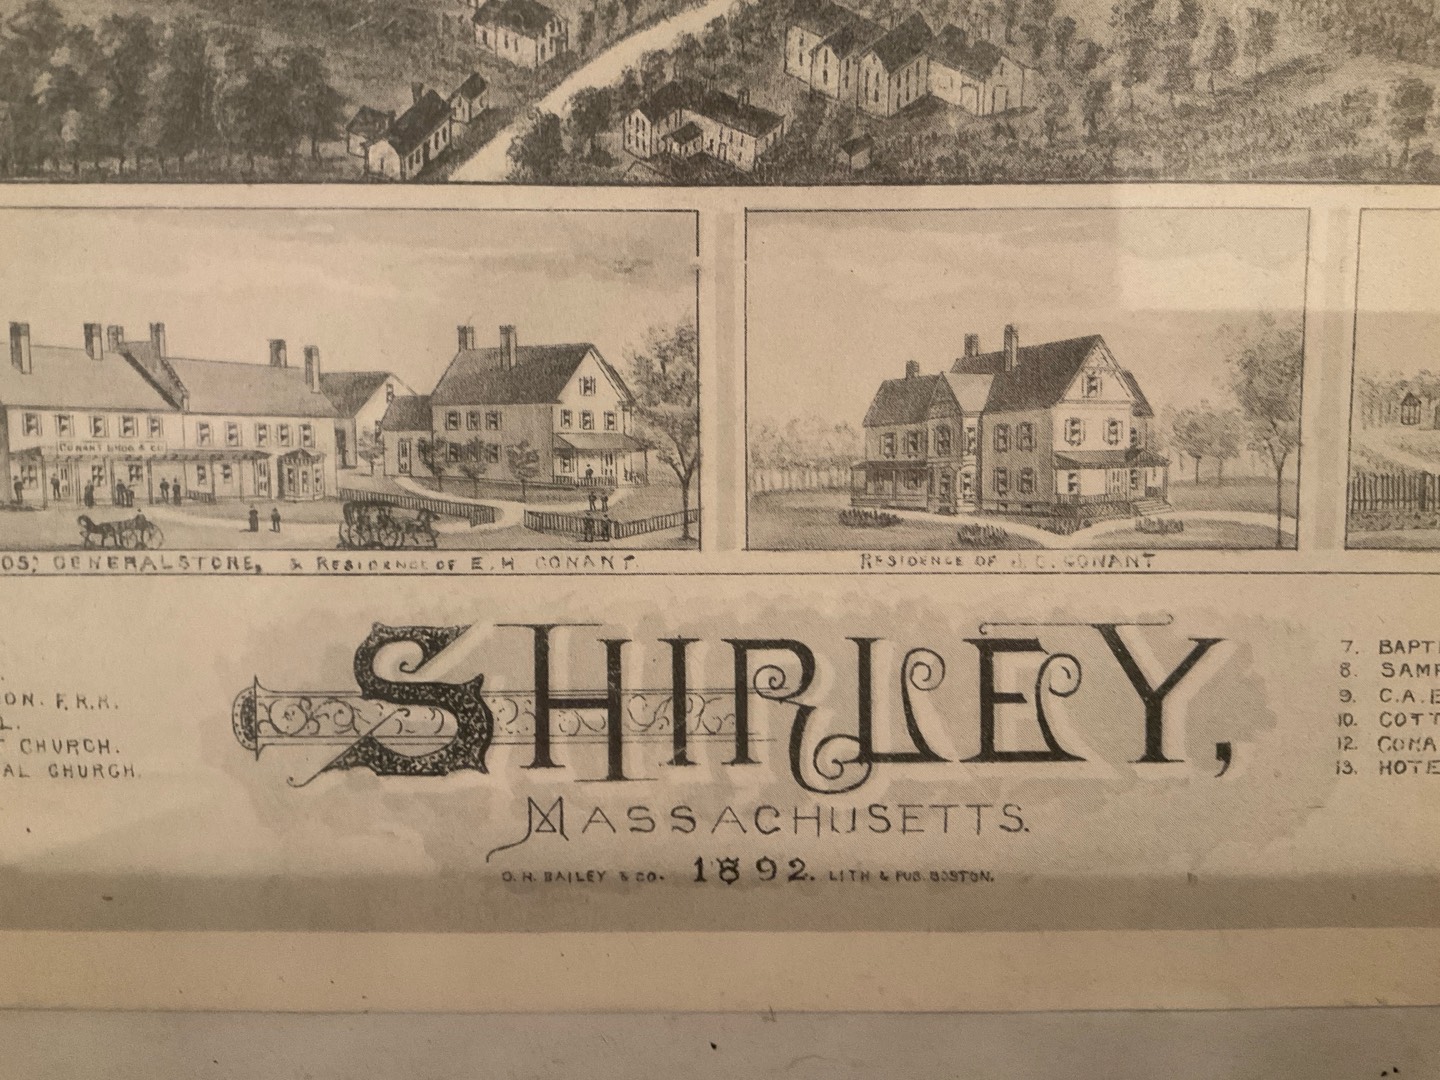 CONANT BROS & CO
OS; GENERAL STORE, & RESIDENCE OF E. H CONANT.
RESIDENCE OF C. CONANT
ON. F.R.R.
L.
T CHURCH.
AL CHURCH.
SHIRLEY,
MASSACHUSETTS.
O. H. BAILEY & CO. 1892. LITH & PUB. BOSTON.
7. BAPTI
8. SAMP
9. C.A.E
10. COTT
12. CONA
13. HOTE